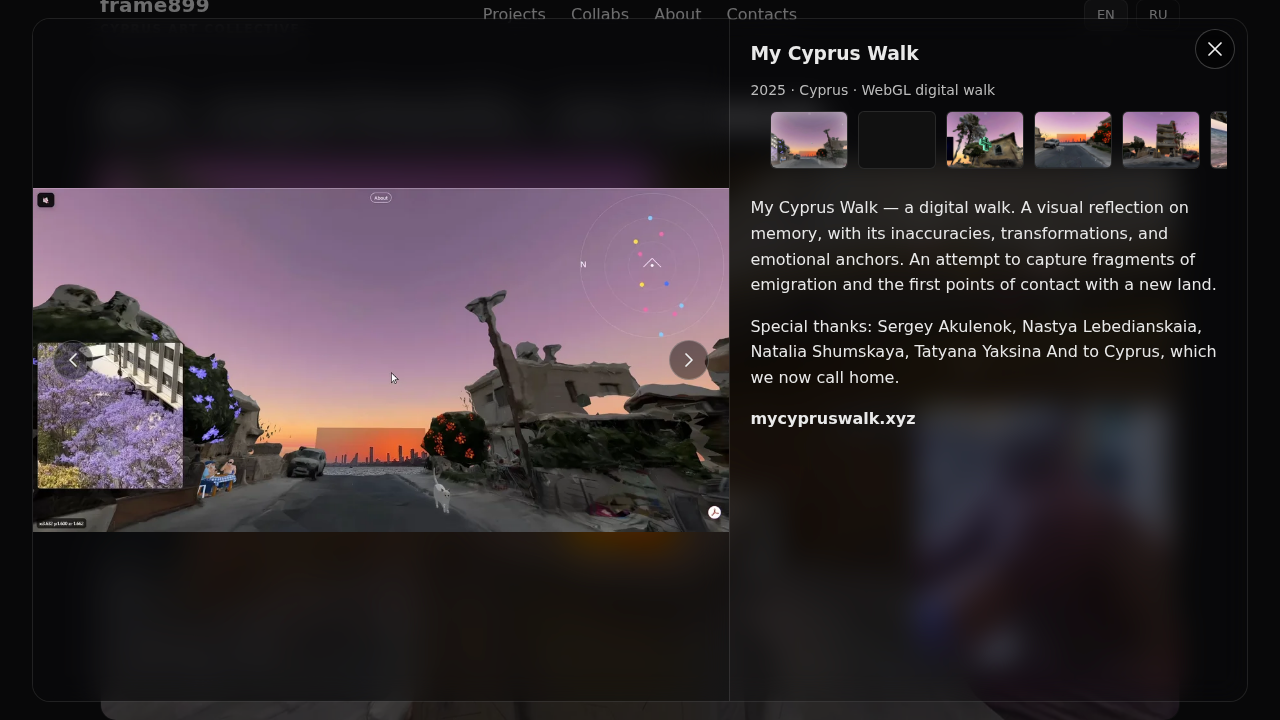 frame899
CYPRUS ART COLLECTIVE
Projects
Collabs
About
Contacts
EN
RU
My Cyprus Walk
2025 · Cyprus · WebGL digital walk
About
N
My Cyprus Walk — a digital walk. A visual reflection on
memory, with its inaccuracies, transformations, and
emotional anchors. An attempt to capture fragments of
emigration and the first points of contact with a new land.
Special thanks: Sergey Akulenok, Nastya Lebedianskaia,
Natalia Shumskaya, Tatyana Yaksina And to Cyprus, which
we now call home.
mycypruswalk.xyz